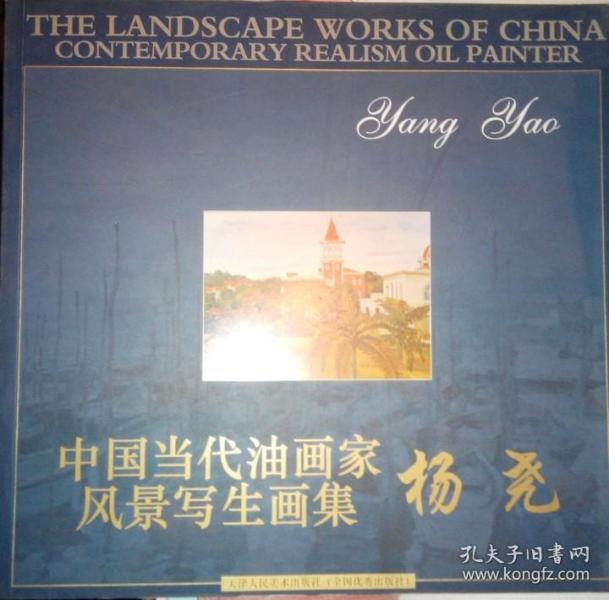 THE LANDSCAPE WORKS OF CHINA
CONTEMPORARY REALISM OIL PAINTER
Yang Yao
中国当代油画家
风景写生画集
杨尧
天津人民美术出版社(全国优秀出版社)
孔夫子旧书网
www.kongfz.com